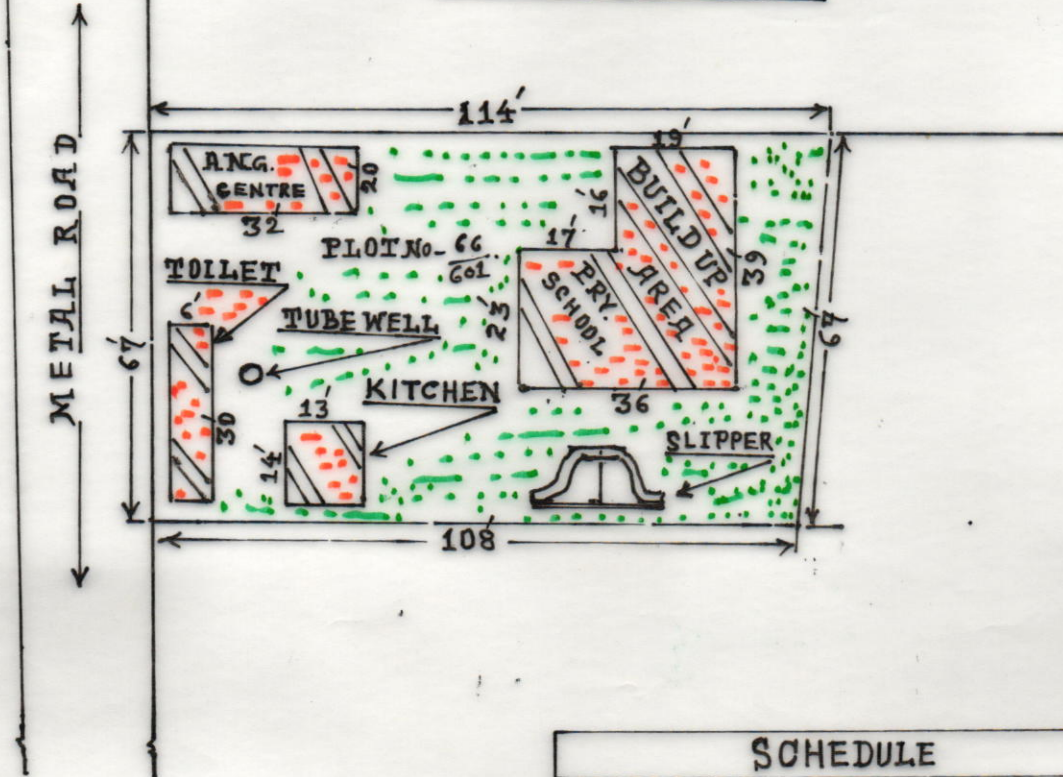 114'
METAL ROAD
67'
A.N.G.
CENTRE
20
32
19'
16'
BUILD UP
AREA
39
17'
PLOT No- 66/601
23
PRY.
SCHOOL
36
67'
TOILET
6'
30
TUBE WELL
KITCHEN
13'
14'
SLIPPER
108'
SCHEDULE